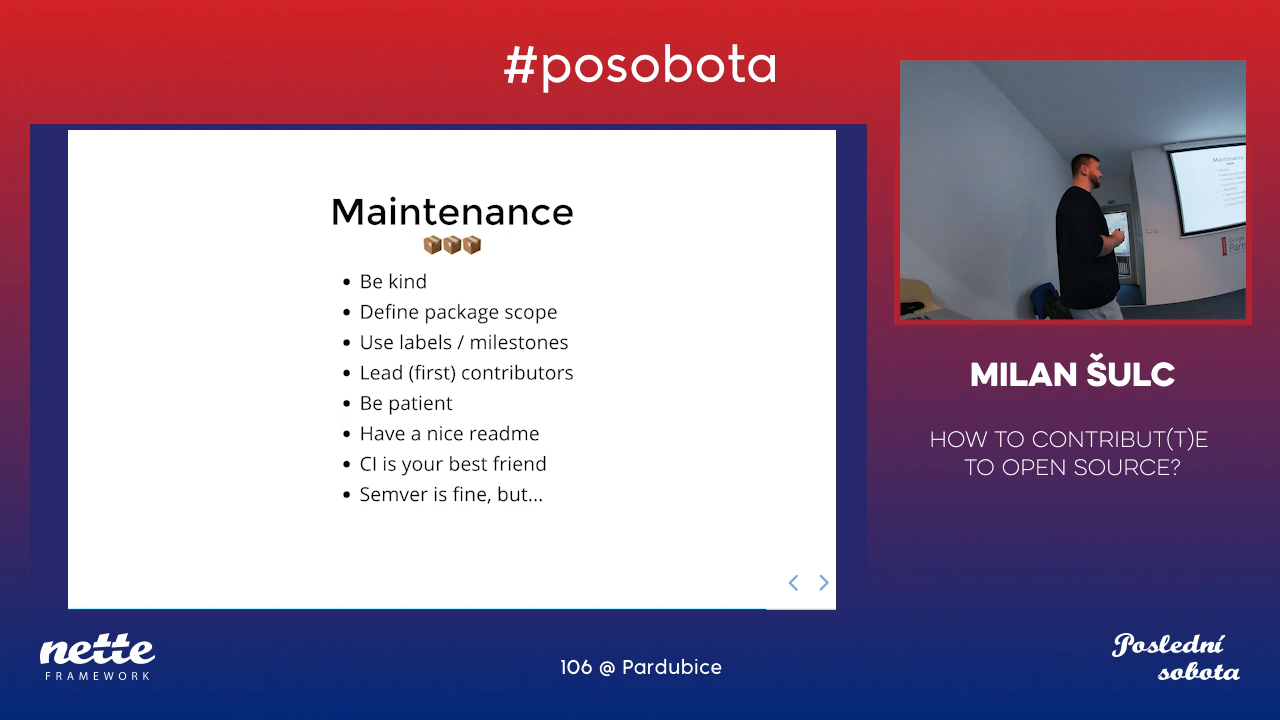 #posobota
Maintenance
Be kind
Define package scope
Use labels / milestones
Lead (first) contributors
Be patient
Have a nice readme
CI is your best friend
Semver is fine, but...
Maintenance
MILAN ŠULC
HOW TO CONTRIBUT(T)E
TO OPEN SOURCE?
nette
FRAMEWORK
106 @ Pardubice
Poslední
sobota